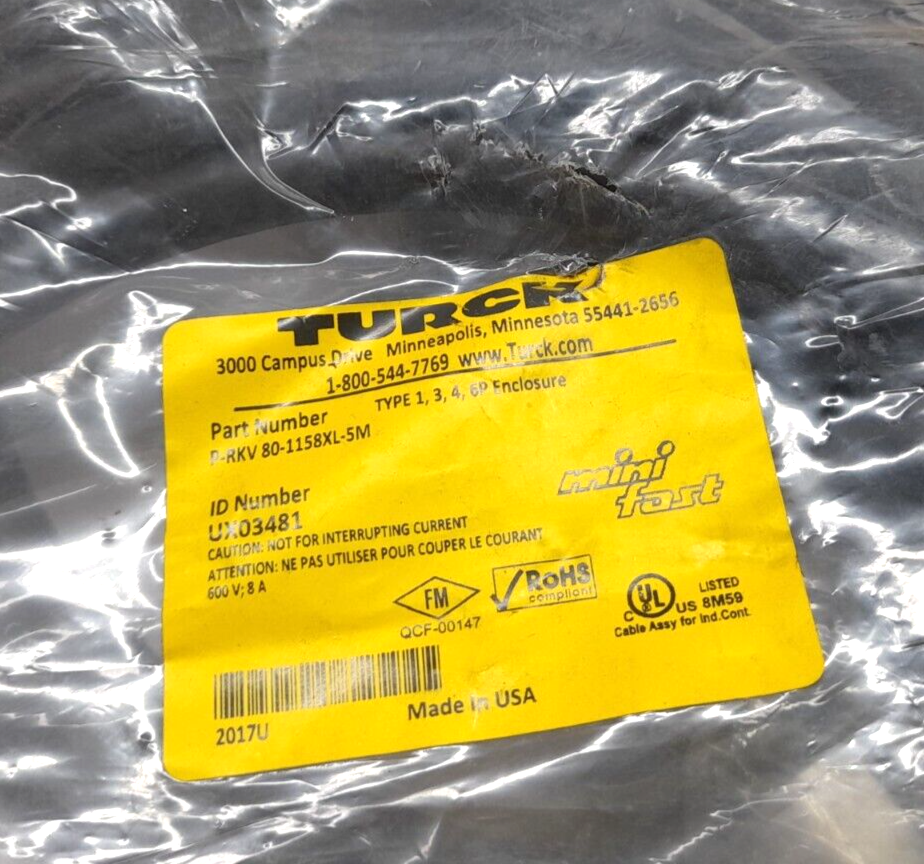 TURCK
3000 Campus Drive Minneapolis, Minnesota 55441-2656
1-800-544-7769 www.Turck.com
TYPE 1, 3, 4, 6P Enclosure
Part Number
P-RKV 80-1158XL-5M
mini
fast
ID Number
UX03481
CAUTION: NOT FOR INTERRUPTING CURRENT
ATTENTION: NE PAS UTILISER POUR COUPER LE COURANT
600 V; 8 A
FM
QCF-00147
RoHS
compliant
C UL US LISTED
8M59
Cable Assy for Ind.Cont.
Made in USA
2017U